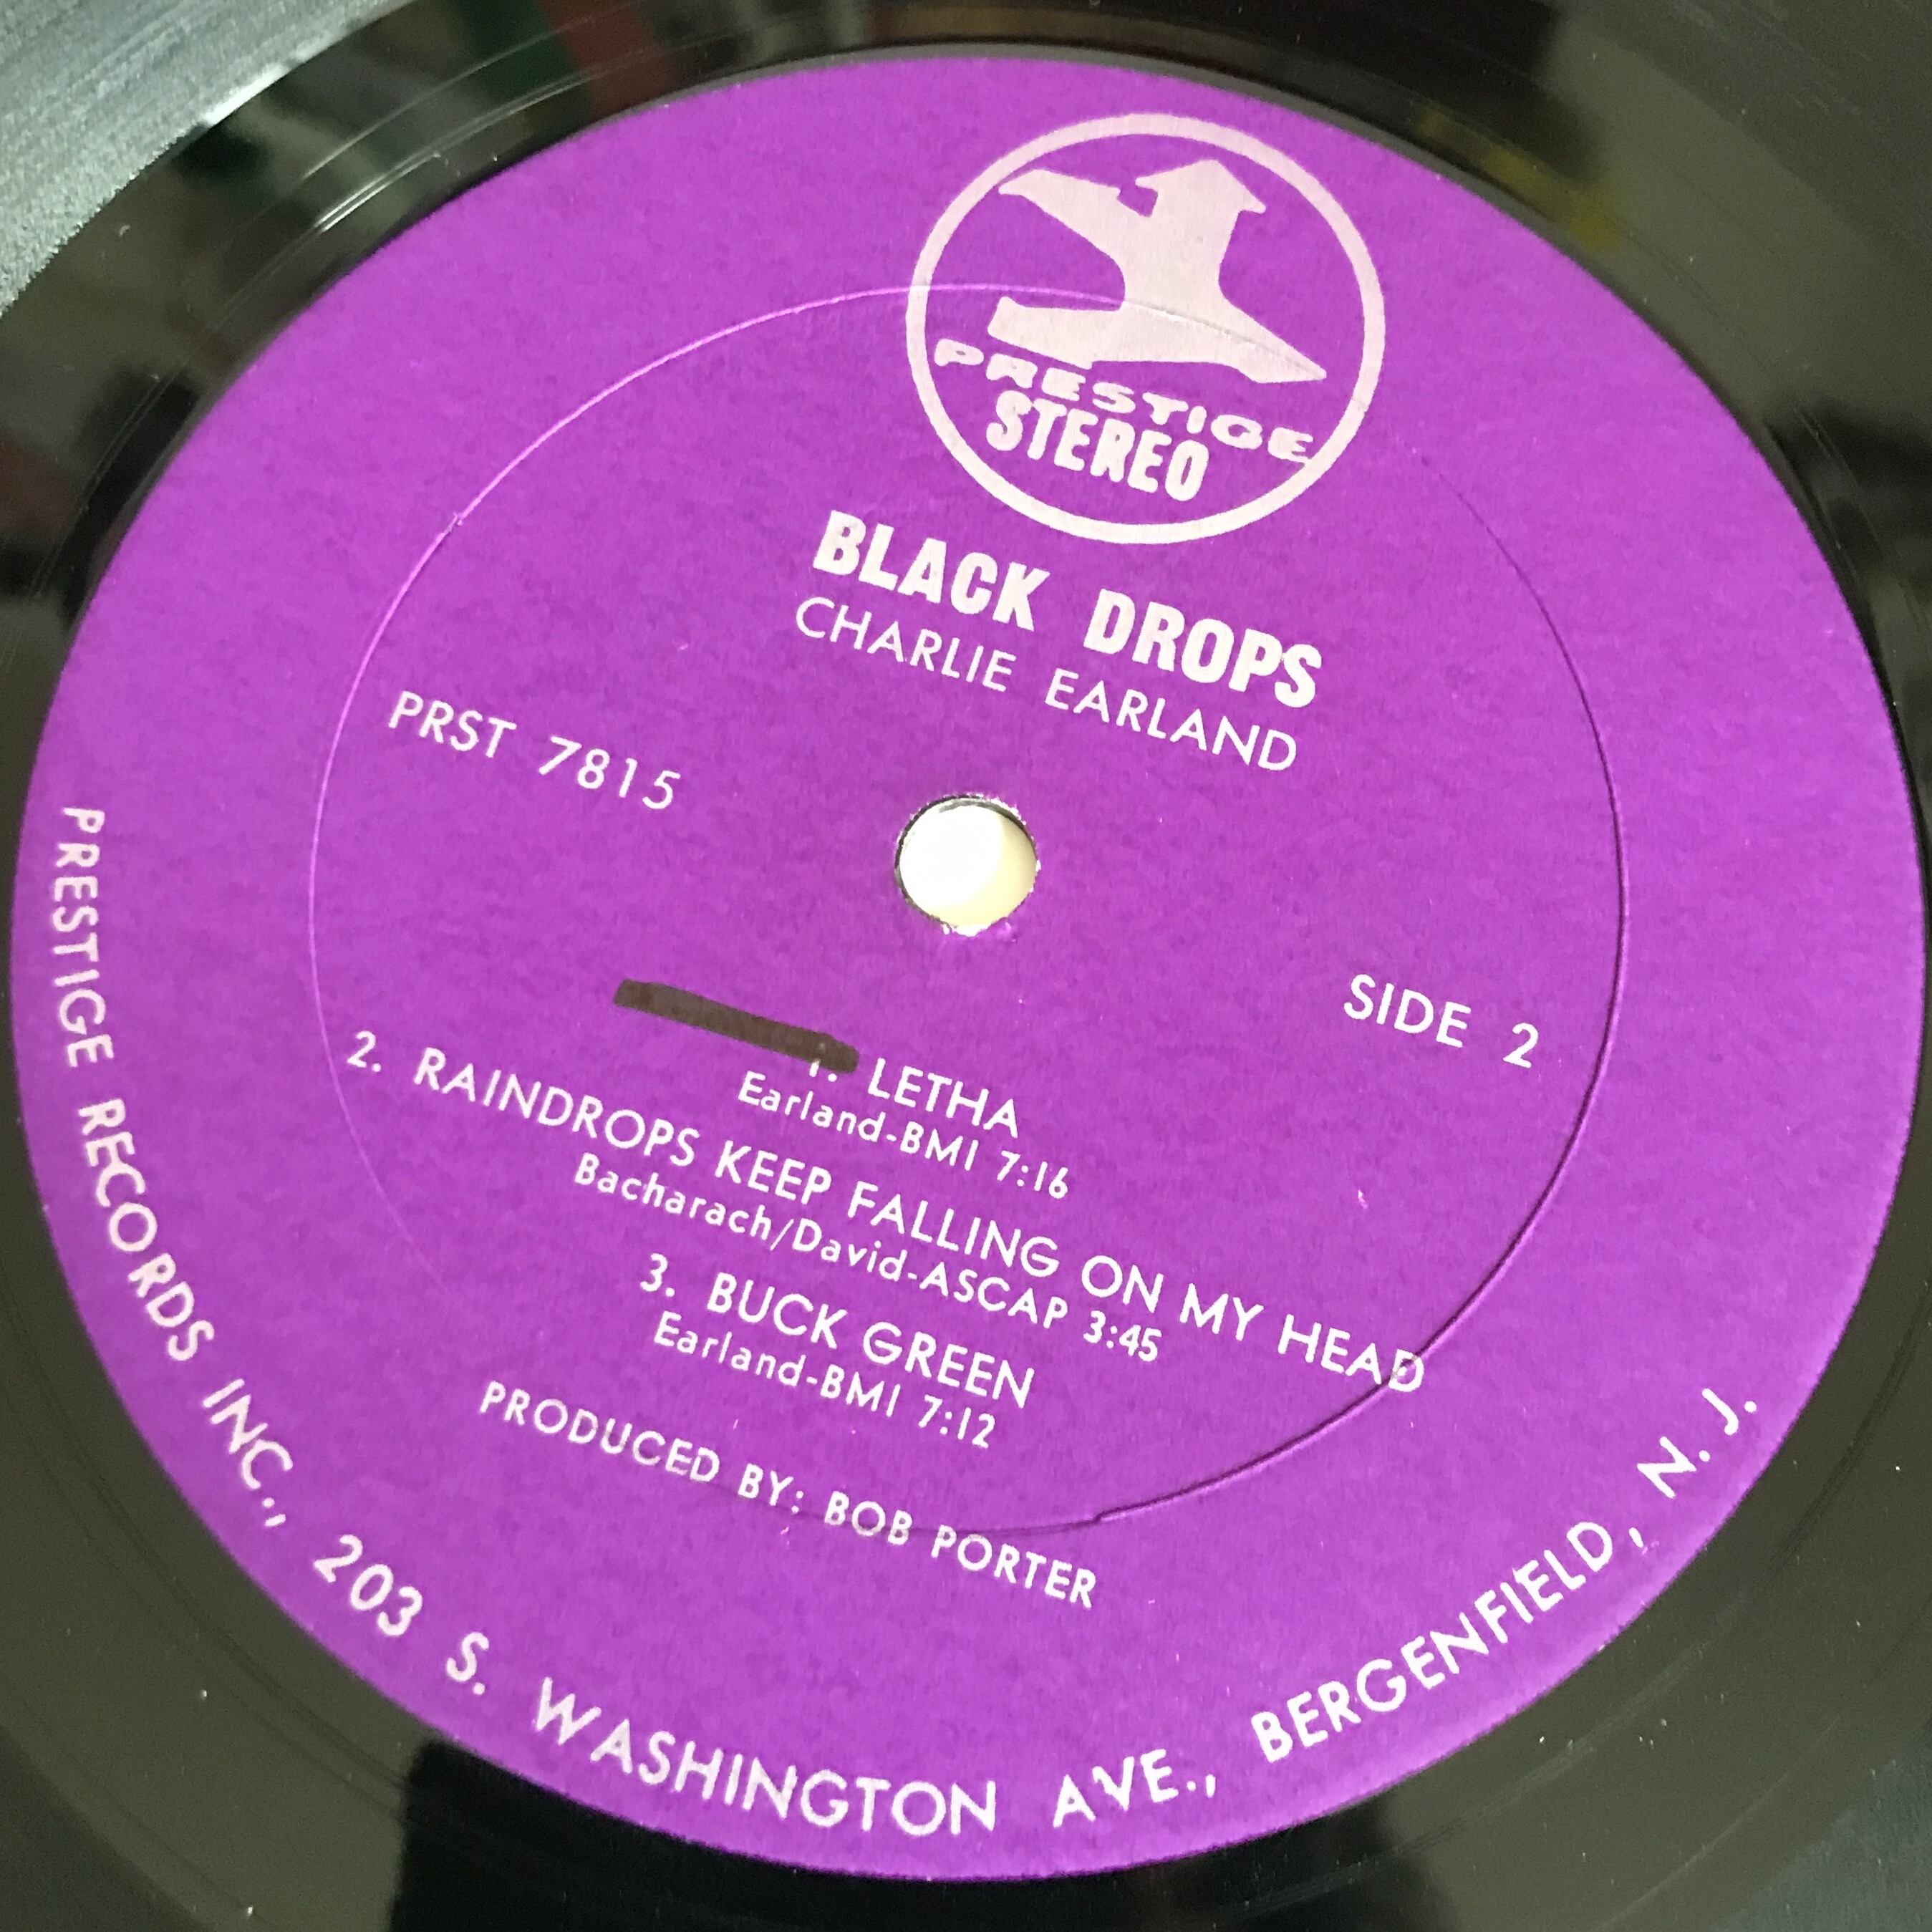 PRESTIGE
STEREO
BLACK DROPS
CHARLIE EARLAND
PRST 7815
SIDE 2
1. LETHA
Earland-BMI 7:16
2. RAINDROPS KEEP FALLING ON MY HEAD
Bacharach/David-ASCAP 3:45
3. BUCK GREEN
Earland-BMI 7:12
PRODUCED BY: BOB PORTER
PRESTIGE RECORDS INC., 203 S. WASHINGTON AVE., BERGENFIELD, N. J.